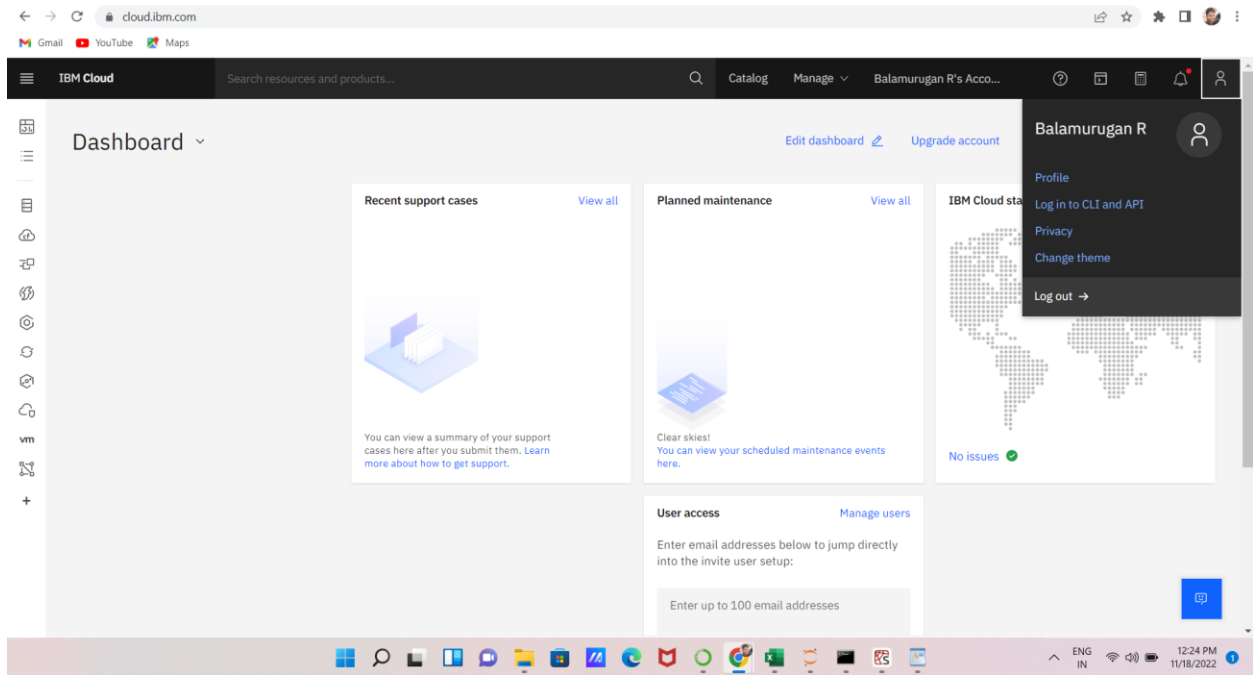 cloud.ibm.com
Gmail YouTube Maps
IBM Cloud Search resources and products... Catalog Manage Balamurugan R's Acco...
Dashboard
Edit dashboard Upgrade account
Balamurugan R
Profile
Log in to CLI and API
Privacy
Change theme
Log out →
Recent support cases View all
You can view a summary of your support
cases here after you submit them. Learn
more about how to get support.
Planned maintenance View all
Clear skies!
You can view your scheduled maintenance events
here.
IBM Cloud sta
No issues
User access Manage users
Enter email addresses below to jump directly
into the invite user setup:
Enter up to 100 email addresses
vm
ENG
IN
12:24 PM
11/18/2022
1